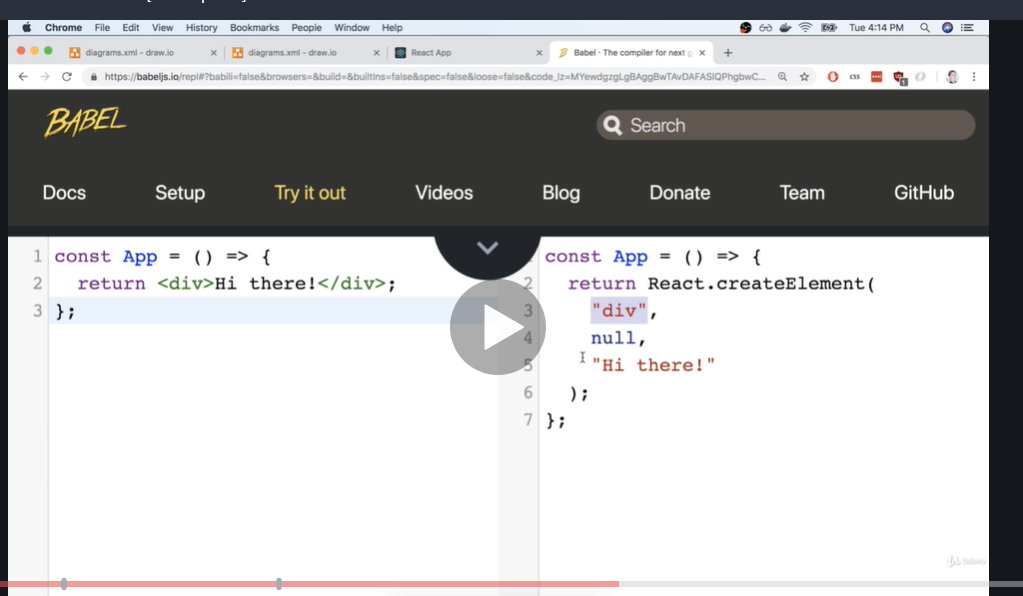 Chrome File Edit View History Bookmarks People Window Help Tue 4:14 PM
diagrams.xml - draw.io diagrams.xml - draw.io React App Babel · The compiler for next g
https://babeljs.io/repl#?babili=false&browsers=&build=&builtIns=false&spec=false&loose=false&code_lz=MYewdgzgLgBAggBwTAvDAFASlQPhgbwC...
BABEL
Search
Docs Setup Try it out Videos Blog Donate Team GitHub
1 const App = () => {
2 return <div>Hi there!</div>;
3 };
const App = () => {
2 return React.createElement(
3 "div",
4 null,
5 "Hi there!"
6 );
7 };
Udemy